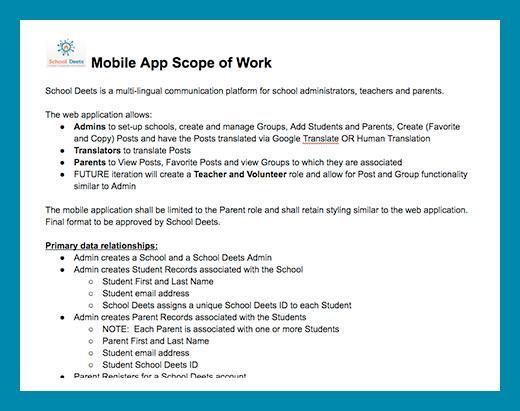 School Deets
Mobile App Scope of Work
School Deets is a multi-lingual communication platform for school administrators, teachers and parents.
The web application allows:
● Admins to set-up schools, create and manage Groups, Add Students and Parents, Create (Favorite
and Copy) Posts and have the Posts translated via Google Translate OR Human Translation
● Translators to translate Posts
● Parents to View Posts, Favorite Posts and view Groups to which they are associated
● FUTURE iteration will create a Teacher and Volunteer role and allow for Post and Group functionality
similar to Admin
The mobile application shall be limited to the Parent role and shall retain styling similar to the web application.
Final format to be approved by School Deets.
Primary data relationships:
● Admin creates a School and a School Deets Admin
● Admin creates Student Records associated with the School
○ Student First and Last Name
○ Student email address
○ School Deets assigns a unique School Deets ID to each Student
● Admin creates Parent Records associated with the Students
○ NOTE: Each Parent is associated with one or more Students
○ Parent First and Last Name
○ Student email address
○ Student School Deets ID
● Parent Registers for a School Deets account